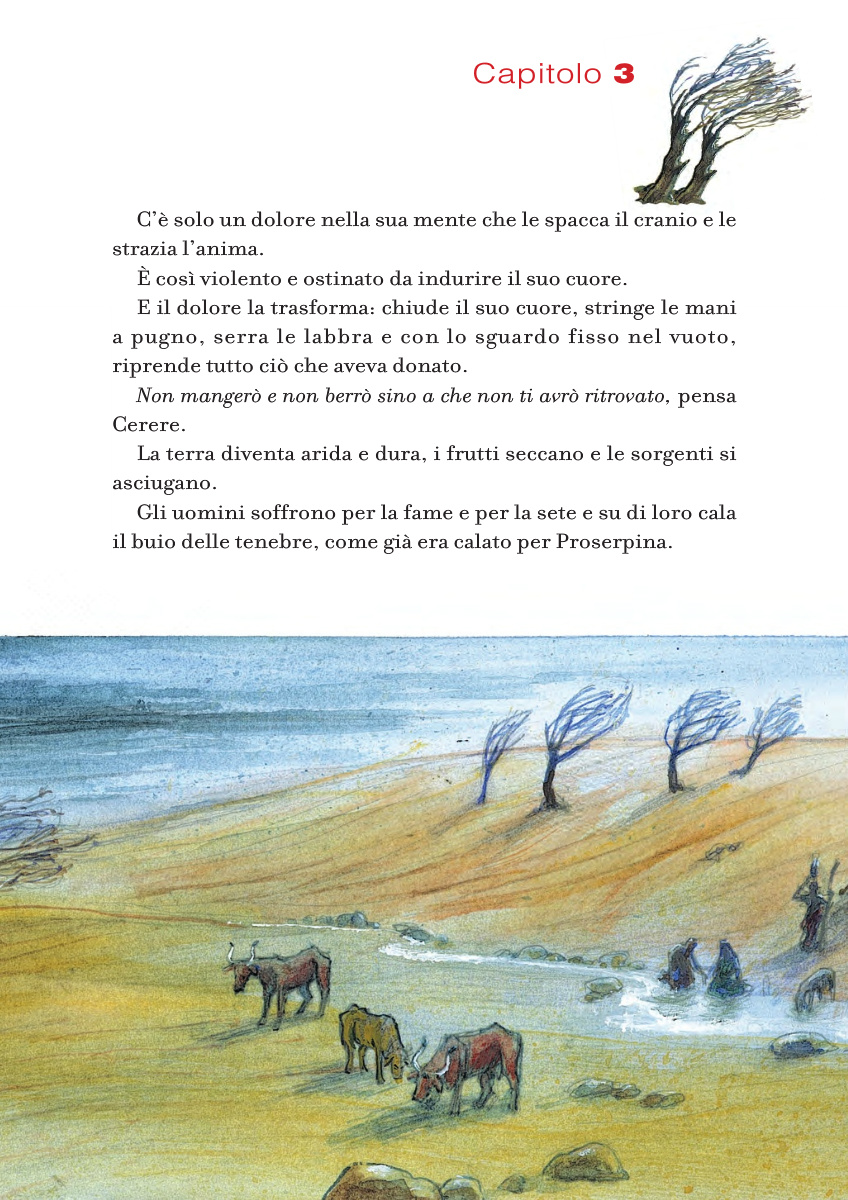 Capitolo 3
C’è solo un dolore nella sua mente che le spacca il cranio e le
strazia l’anima.
È così violento e ostinato da indurire il suo cuore.
E il dolore la trasforma: chiude il suo cuore, stringe le mani
a pugno, serra le labbra e con lo sguardo fisso nel vuoto,
riprende tutto ciò che aveva donato.
Non mangerò e non berrò sino a che non ti avrò ritrovato, pensa
Cerere.
La terra diventa arida e dura, i frutti seccano e le sorgenti si
asciugano.
Gli uomini soffrono per la fame e per la sete e su di loro cala
il buio delle tenebre, come già era calato per Proserpina.